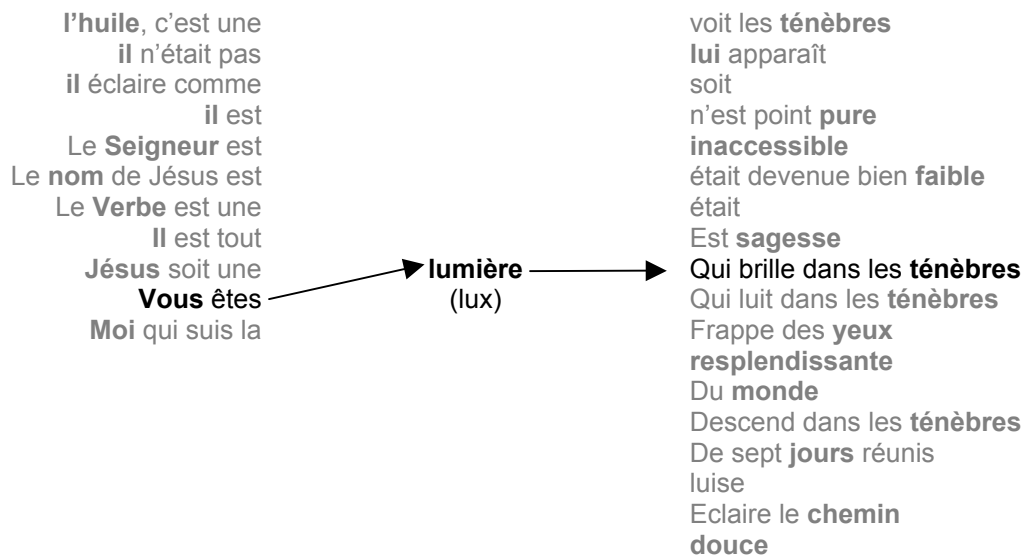 l’huile, c’est une
il n’était pas
il éclaire comme
il est
Le Seigneur est
Le nom de Jésus est
Le Verbe est une
Il est tout
Jésus soit une
Vous êtes
Moi qui suis la
lumière
(lux)
voit les ténèbres
lui apparaît
soit
n’est point pure
inaccessible
était devenue bien faible
était
Est sagesse
Qui brille dans les ténèbres
Qui luit dans les ténèbres
Frappe des yeux
resplendissante
Du monde
Descend dans les ténèbres
De sept jours réunis
luise
Eclaire le chemin
douce